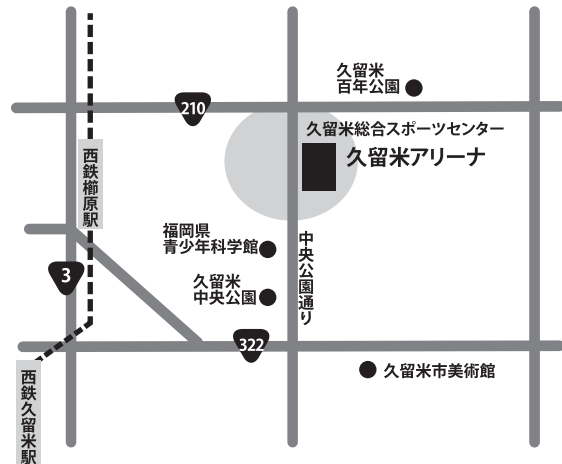 久留米
百年公園
210
久留米総合スポーツセンター
久留米アリーナ
西鉄櫛原駅
福岡県
青少年科学館
中央公園通り
3
久留米
中央公園
322
久留米市美術館
西鉄久留米駅